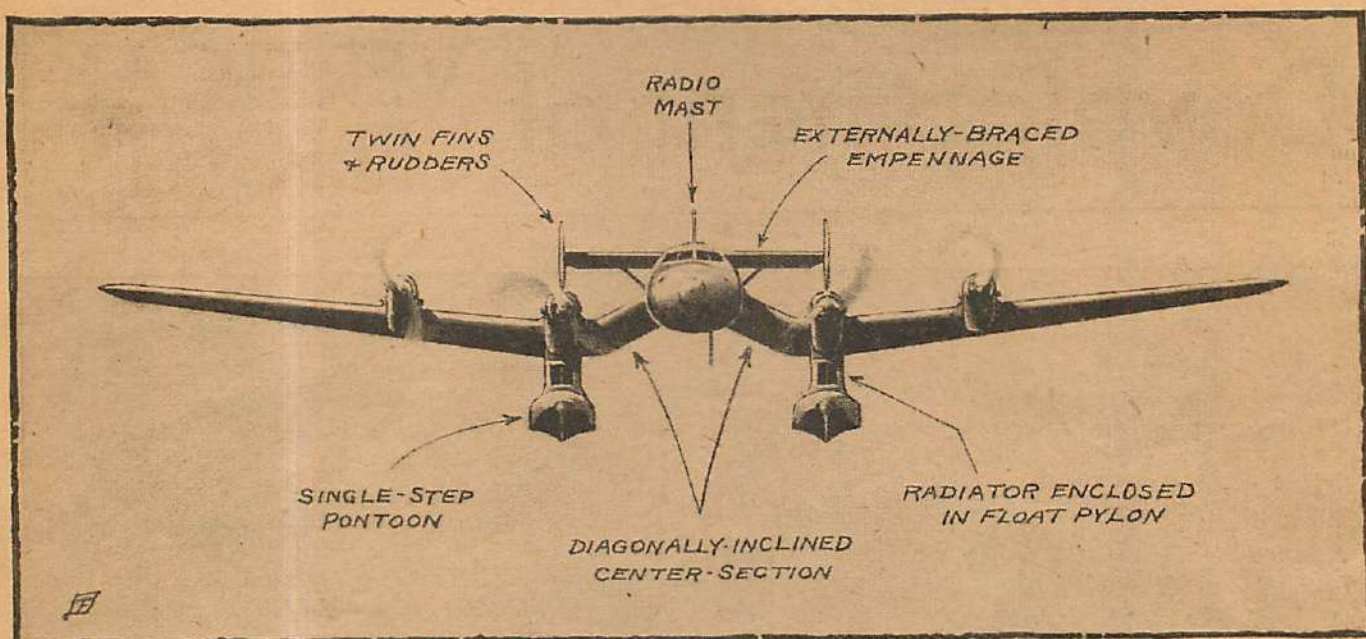 RADIO
MAST
TWIN FINS
& RUDDERS
EXTERNALLY-BRACED
EMPENNAGE
SINGLE-STEP
PONTOON
DIAGONALLY-INCLINED
CENTER-SECTION
RADIATOR ENCLOSED
IN FLOAT PYLON